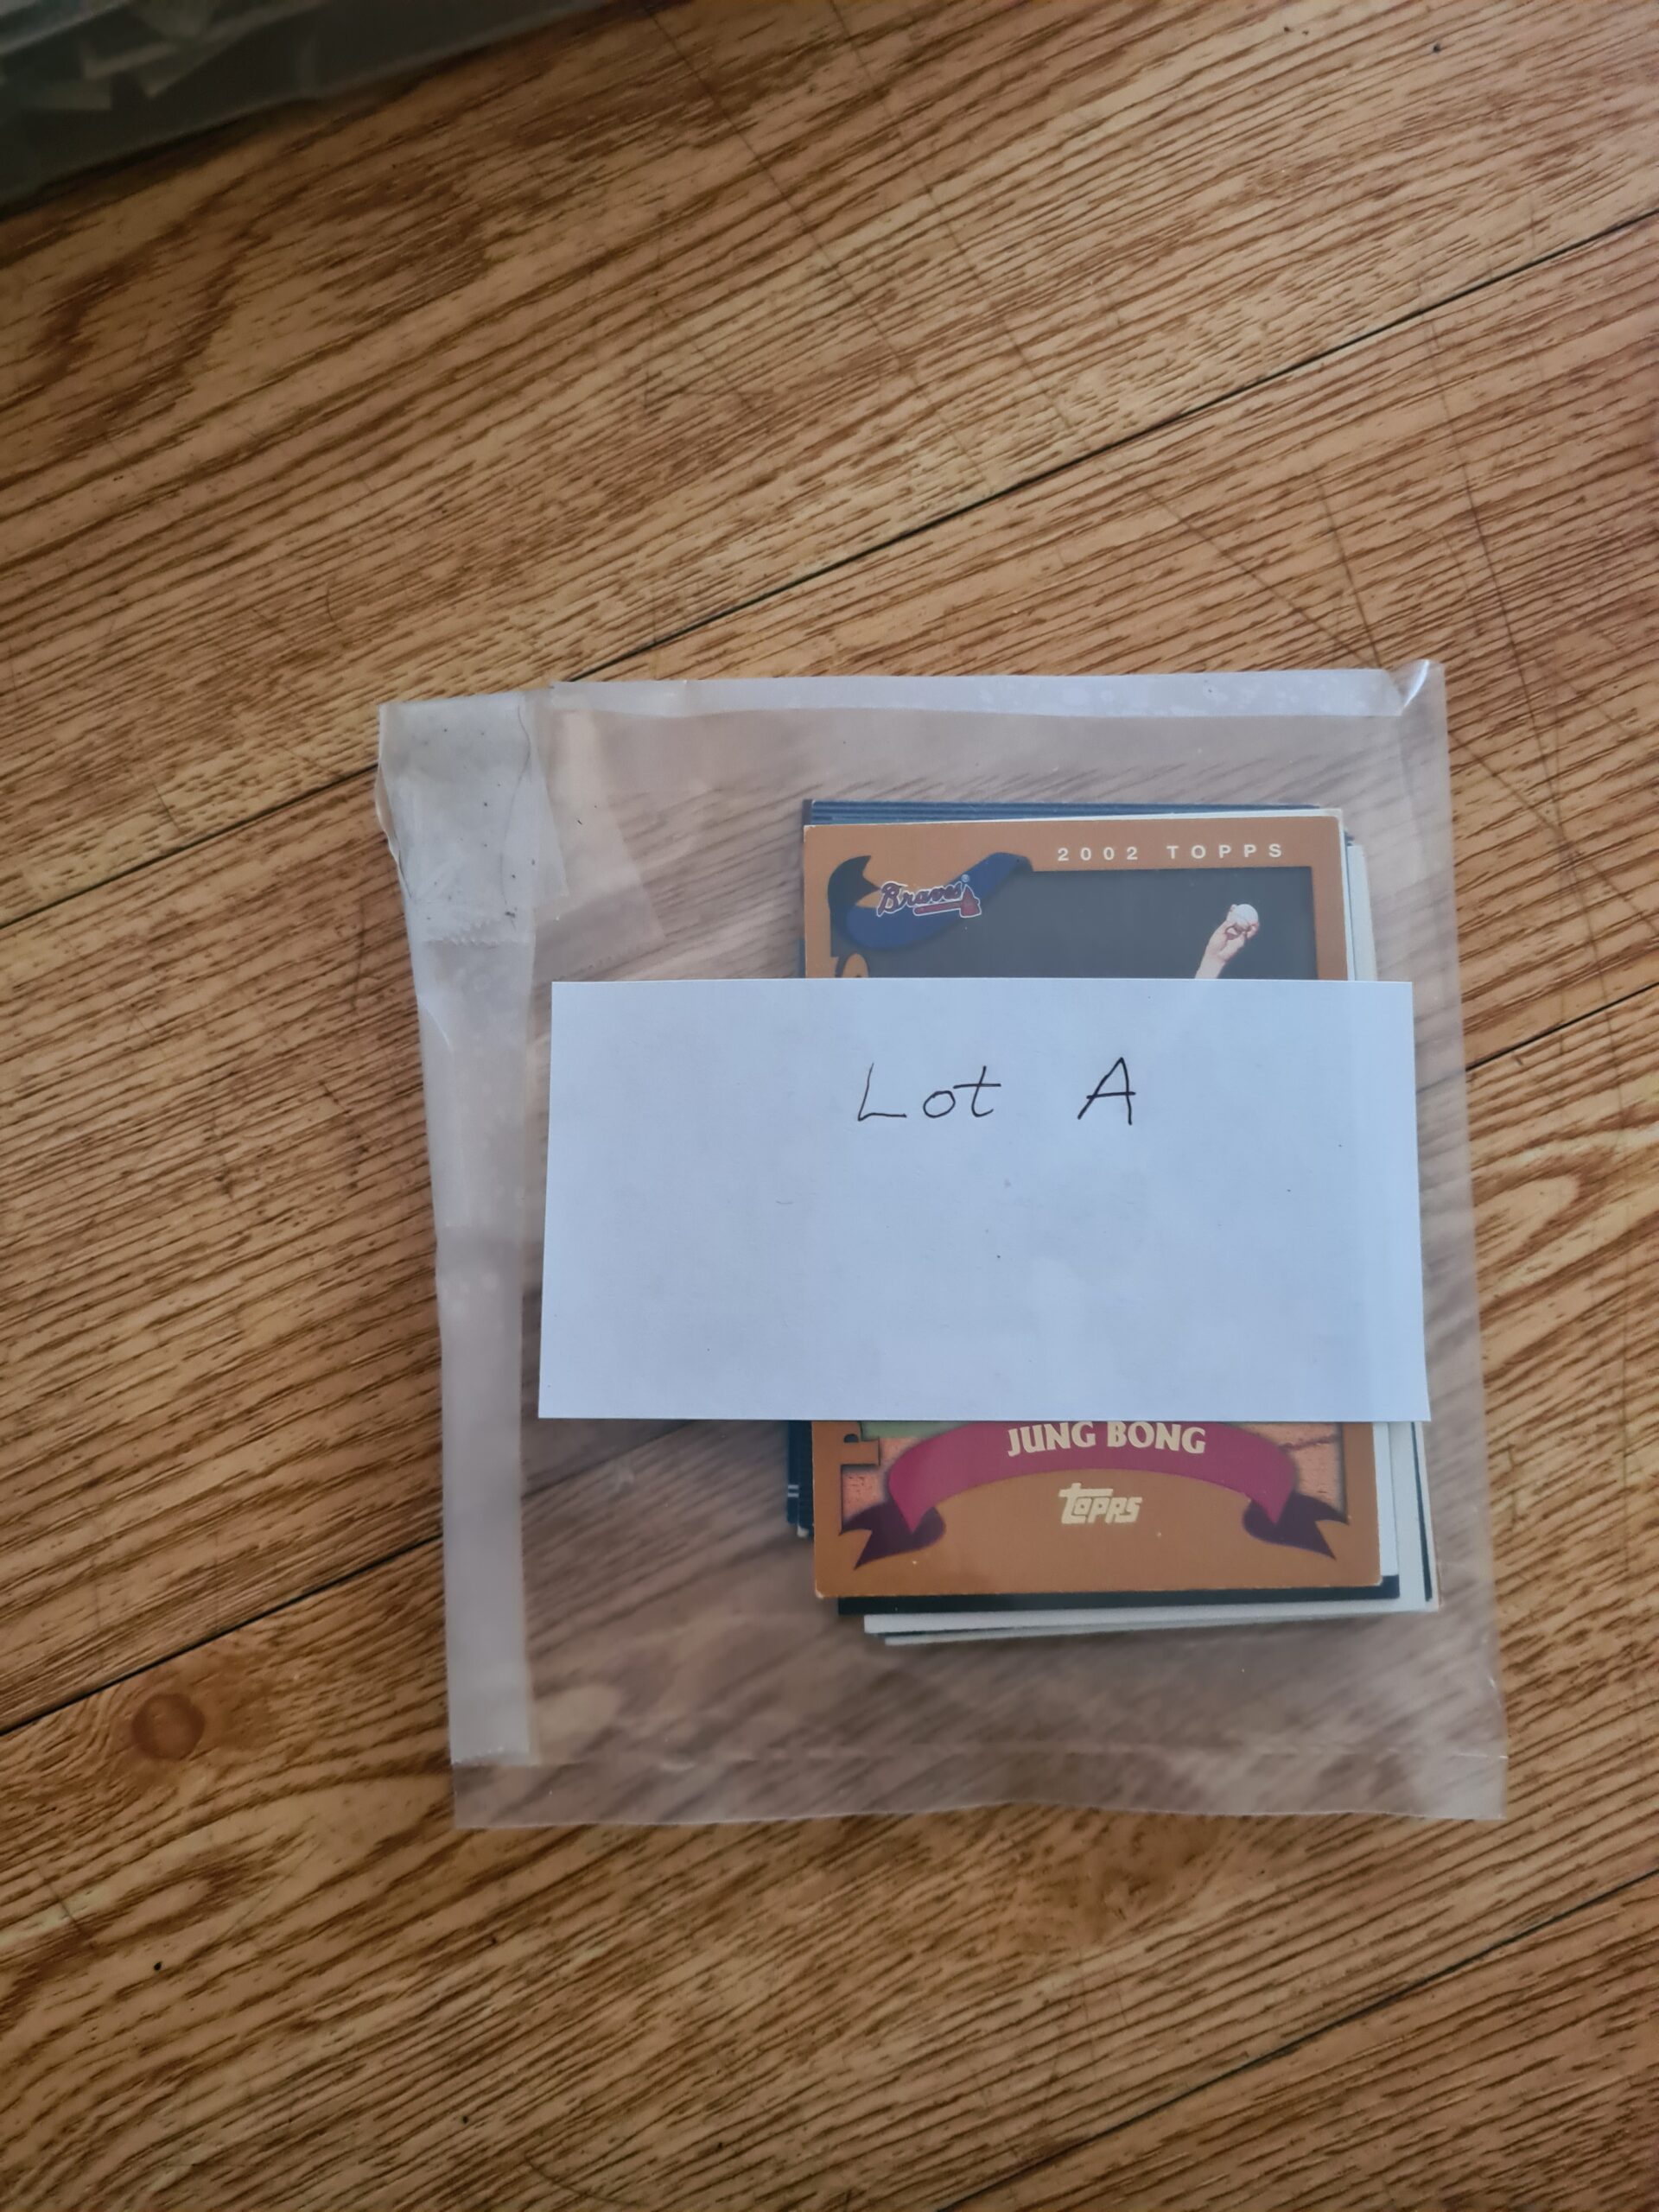 2002 TOPPS
Braves
Lot A
JUNG BONG
TOPPS